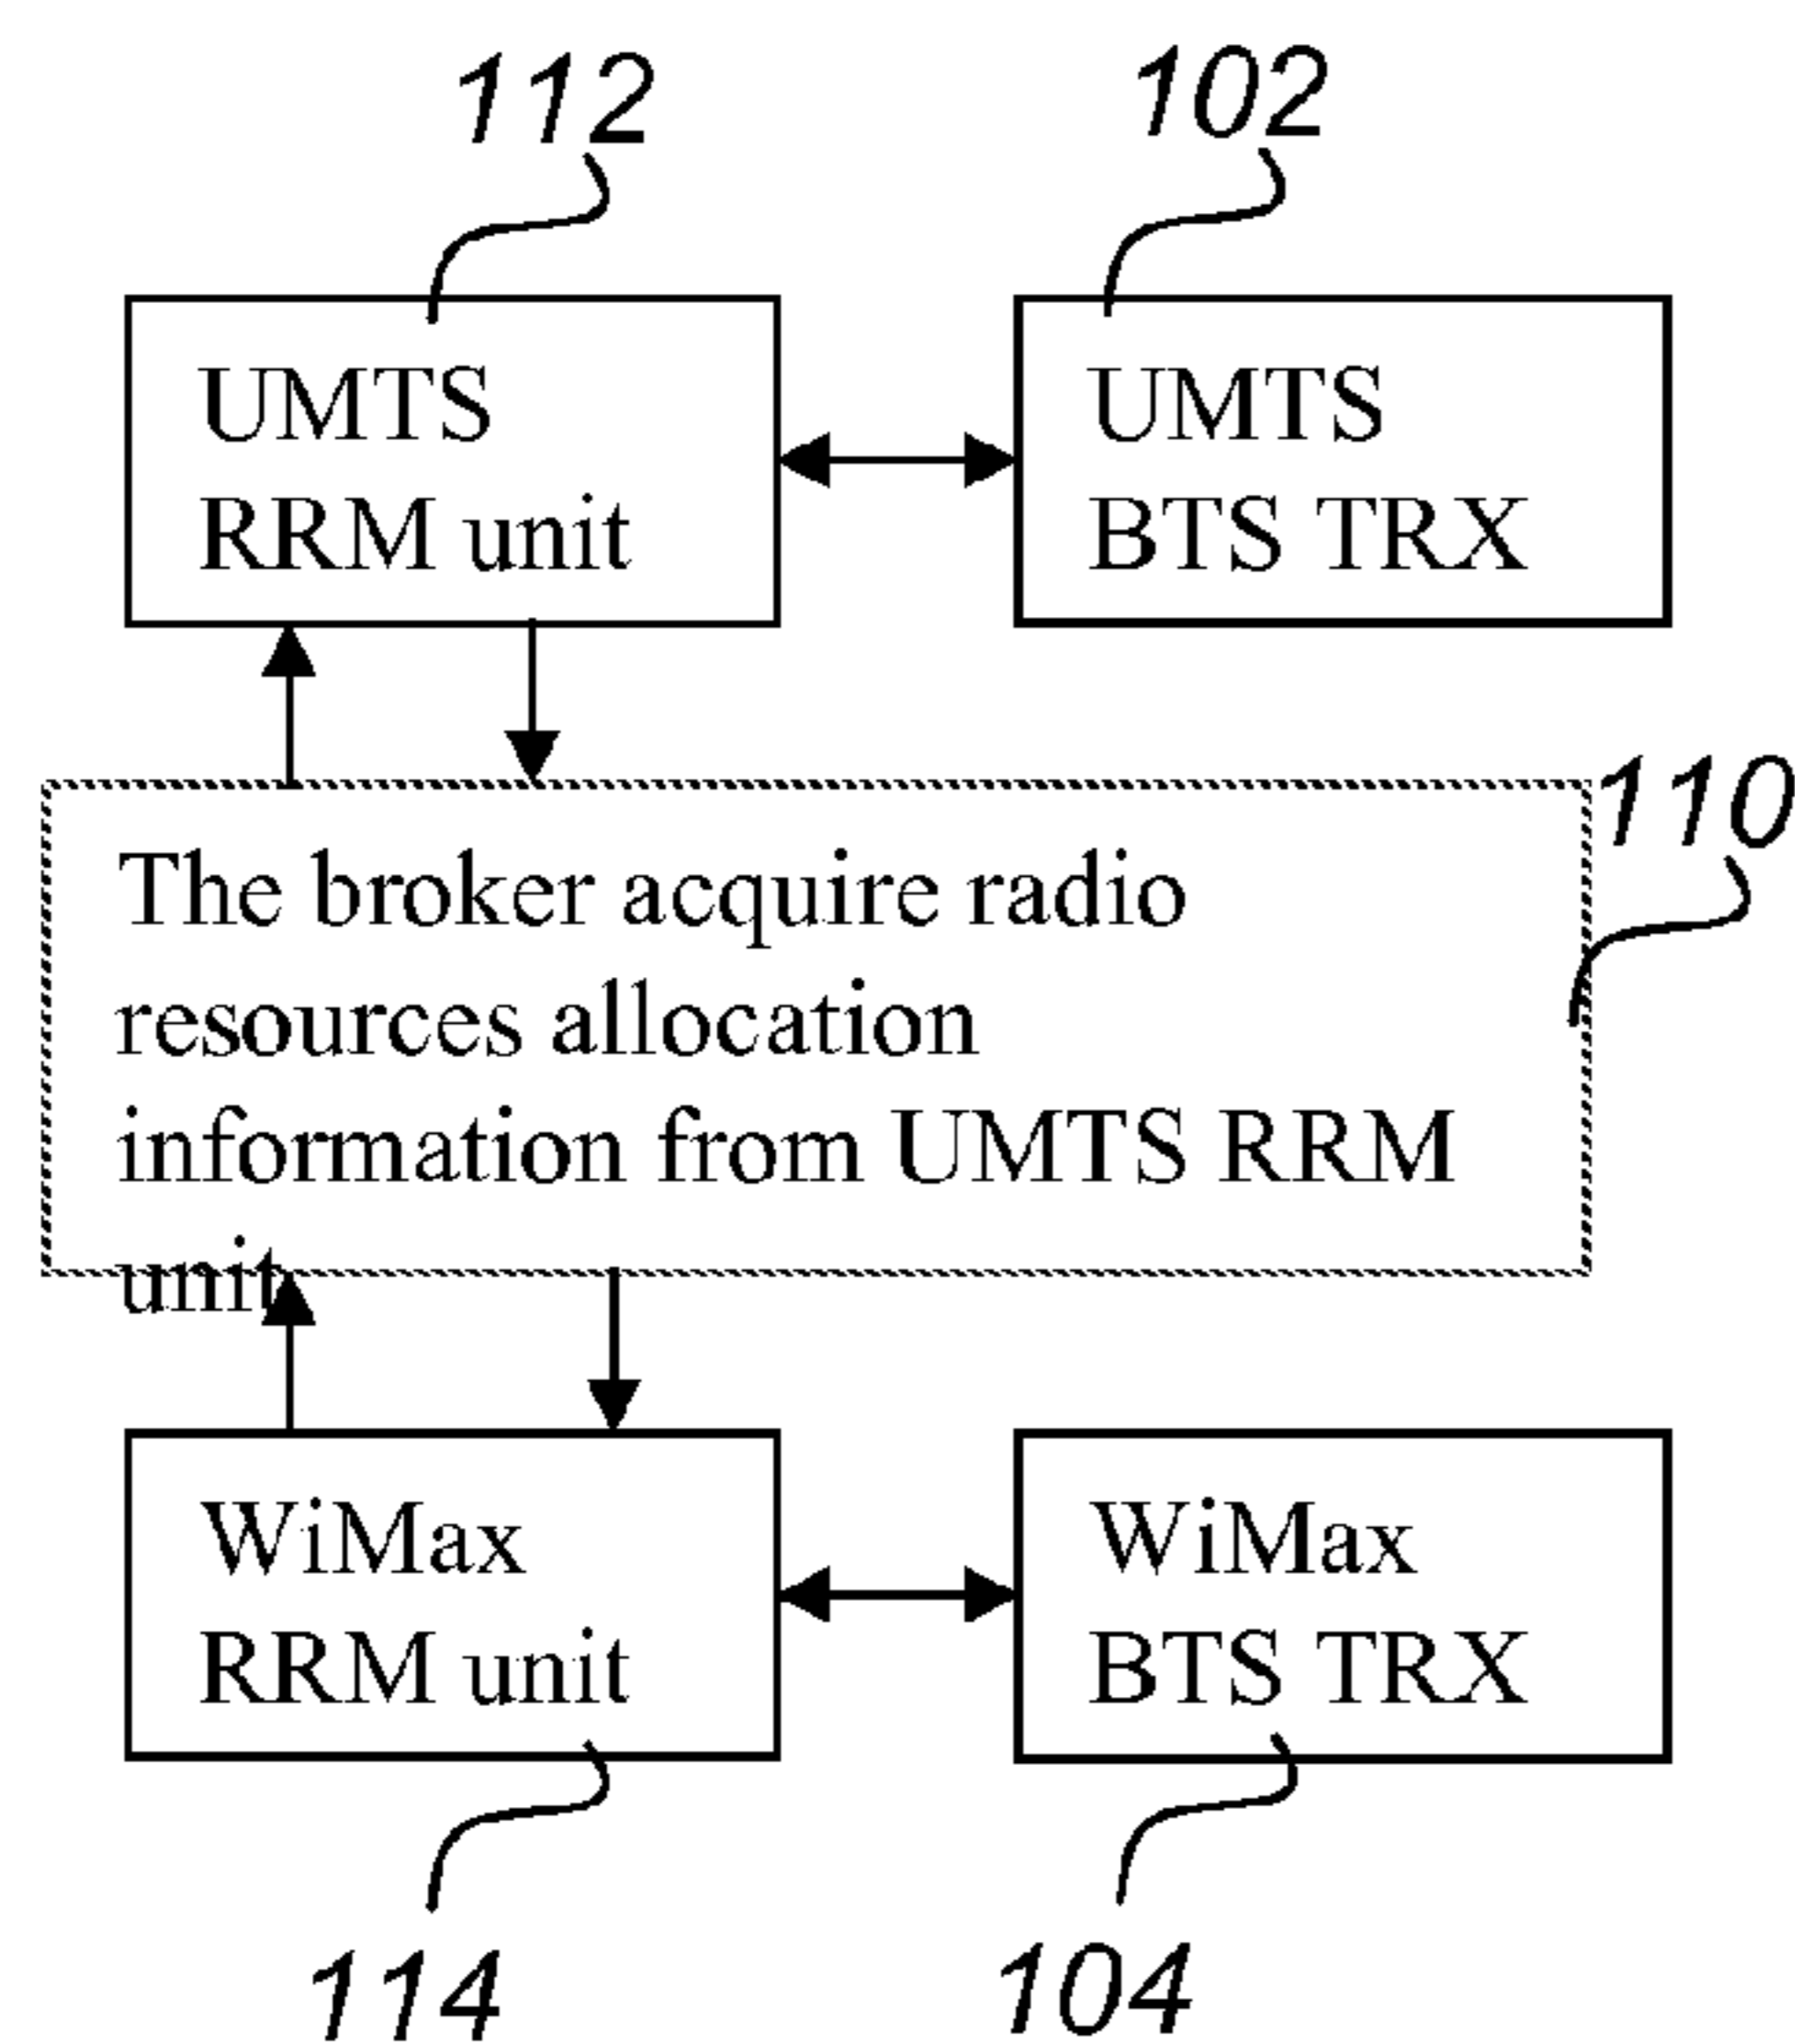 112
102
UMTS
RRM unit
UMTS
BTS TRX
110
The broker acquire radio
resources allocation
information from UMTS RRM
unit
WiMax
RRM unit
WiMax
BTS TRX
114
104